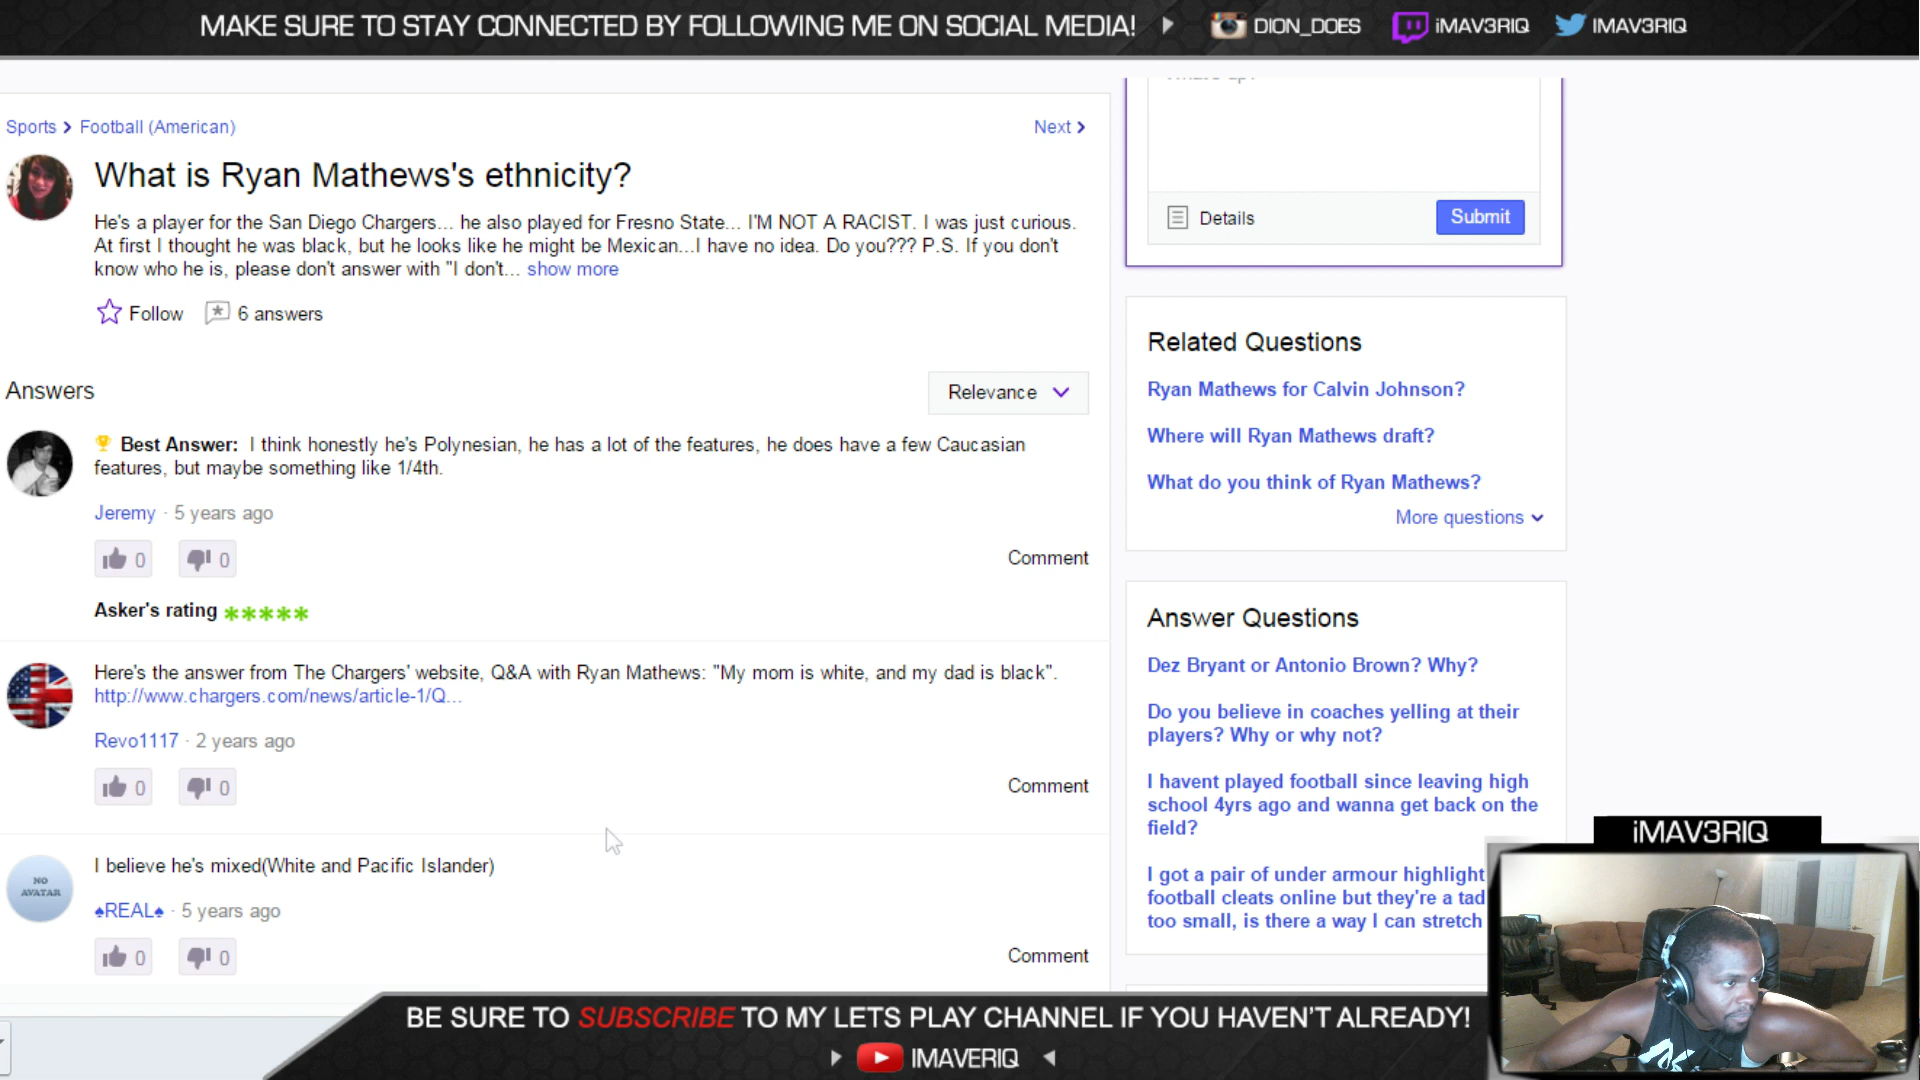 MAKE SURE TO STAY CONNECTED BY FOLLOWING ME ON SOCIAL MEDIA! DION_DOES iMAV3RIQ IMAV3RIQ
Sports > Football (American)
Next >
What is Ryan Mathews's ethnicity?
He's a player for the San Diego Chargers... he also played for Fresno State... I'M NOT A RACIST. I was just curious.
At first I thought he was black, but he looks like he might be Mexican...I have no idea. Do you??? P.S. If you don't
know who he is, please don't answer with "I don't... show more
Follow 6 answers
Answers
Relevance
Best Answer: I think honestly he's Polynesian, he has a lot of the features, he does have a few Caucasian
features, but maybe something like 1/4th.
Jeremy · 5 years ago
0 0
Comment
Asker's rating *****
Here's the answer from The Chargers' website, Q&A with Ryan Mathews: "My mom is white, and my dad is black".
http://www.chargers.com/news/article-1/Q...
Revo1117 · 2 years ago
0 0
Comment
NO
AVATAR
I believe he's mixed(White and Pacific Islander)
♠REAL♠ · 5 years ago
0 0
Comment
Details
Submit
Related Questions
Ryan Mathews for Calvin Johnson?
Where will Ryan Mathews draft?
What do you think of Ryan Mathews?
More questions
Answer Questions
Dez Bryant or Antonio Brown? Why?
Do you believe in coaches yelling at their
players? Why or why not?
I havent played football since leaving high
school 4yrs ago and wanna get back on the
field?
I got a pair of under armour highlight
football cleats online but they're a tad
too small, is there a way I can stretch
iMAV3RIQ
BE SURE TO SUBSCRIBE TO MY LETS PLAY CHANNEL IF YOU HAVEN'T ALREADY!
IMAVERIQ